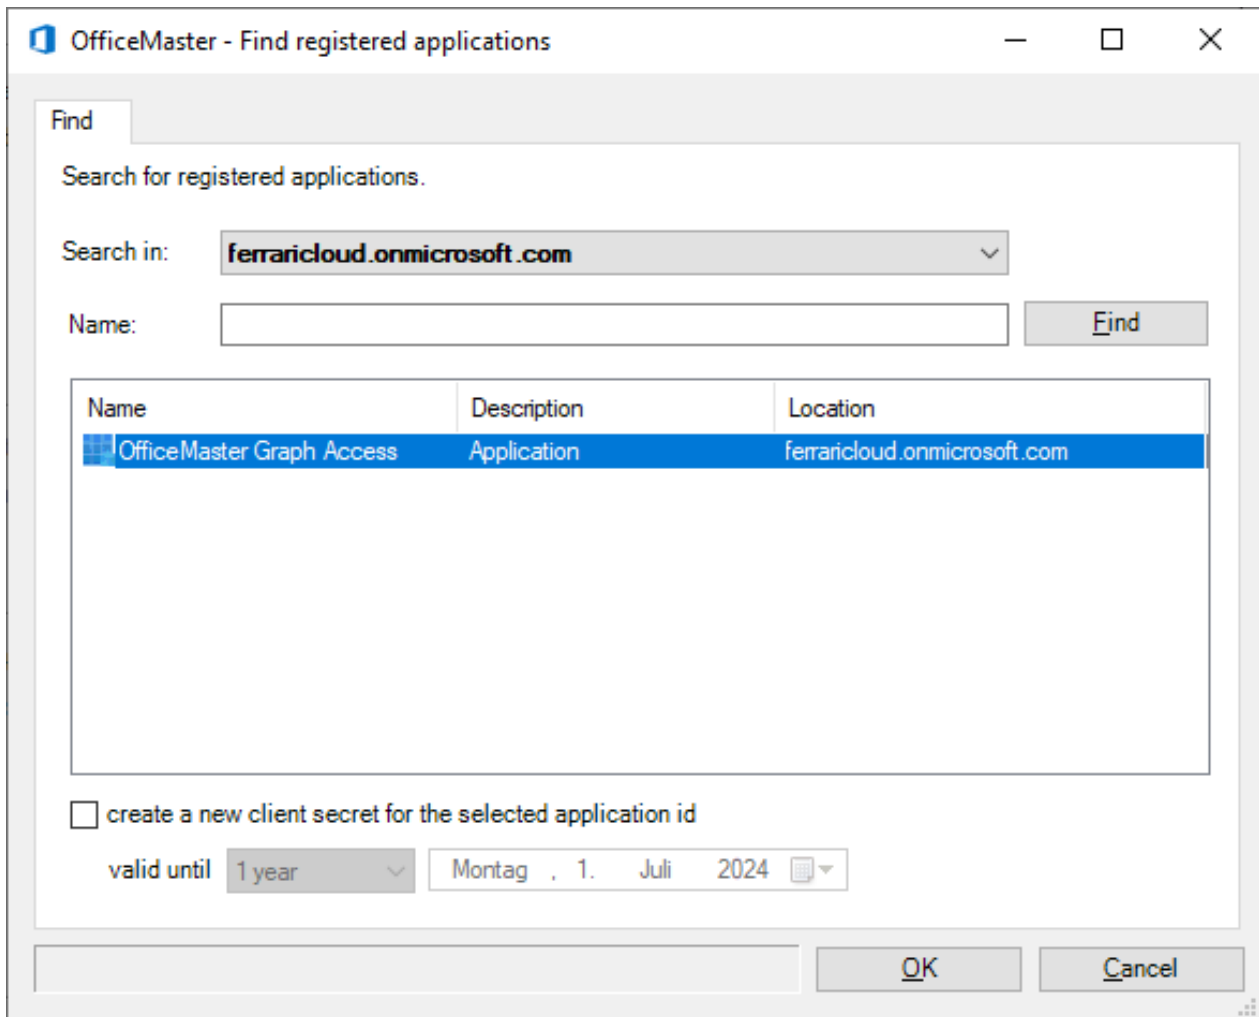 OfficeMaster - Find registered applications
Find
Search for registered applications.
Search in: ferraricloud.onmicrosoft.com
Name: Find
Name Description Location
OfficeMaster Graph Access Application ferraricloud.onmicrosoft.com
create a new client secret for the selected application id
valid until 1 year Montag , 1. Juli 2024
OK Cancel